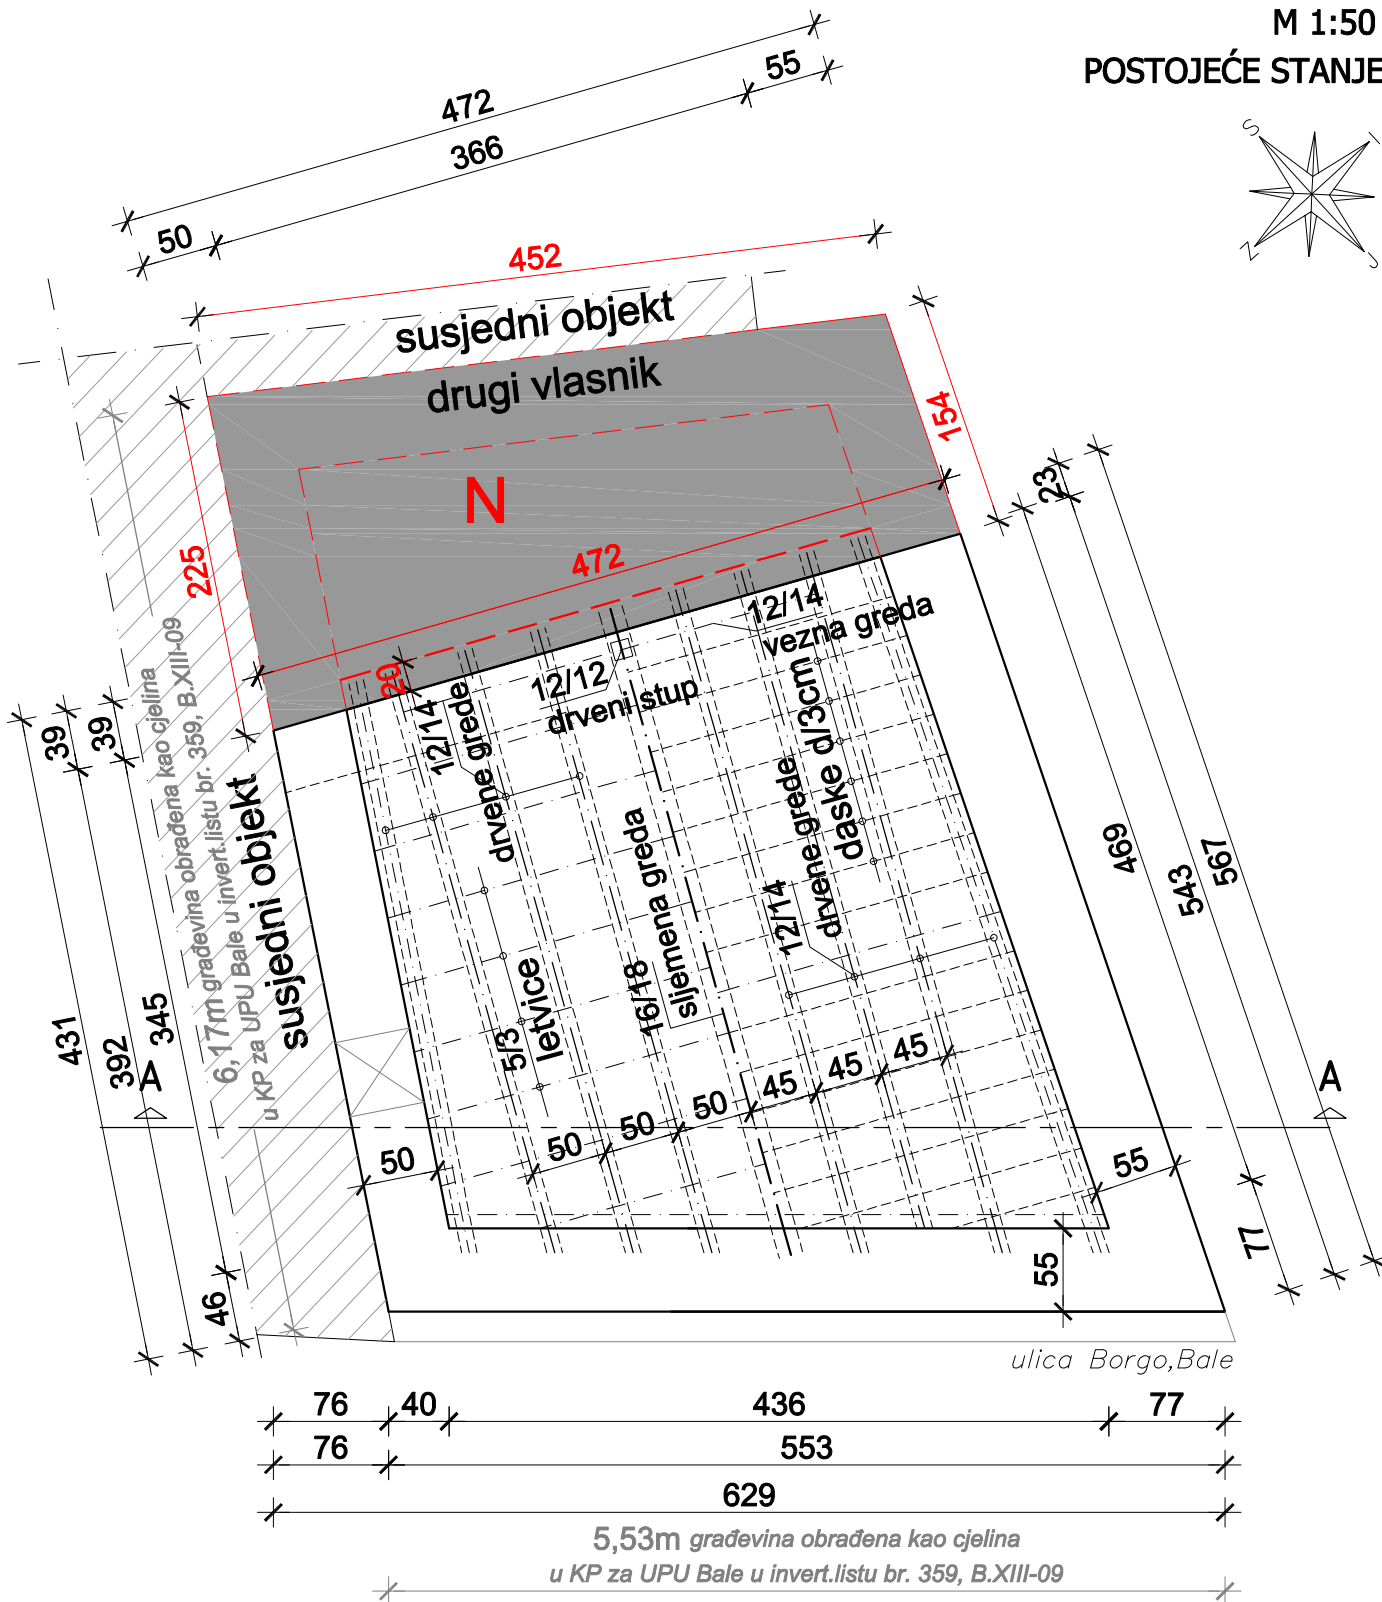 M 1:50
POSTOJEĆE STANJE
S
I
Z
J
472
55
366
50
452
susjedni objekt
drugi vlasnik
154
N
225
472
20
23
12/14
vezna greda
12/12
drveni stup
12/14
drvene grede
daske d/3cm
drvene grede
12/14
sljemena greda
16/18
letvice
5/3
susjedni objekt
6,17m građevina obrađena kao cjelina
u KP za UPU Bale u invert.listu br. 359, B.XIII-09
39
39
431
392
345
46
A
A
469
543
567
77
50
50
50
50
45
45
45
55
55
ulica Borgo,Bale
76
40
436
77
76
553
629
5,53m građevina obrađena kao cjelina
u KP za UPU Bale u invert.listu br. 359, B.XIII-09